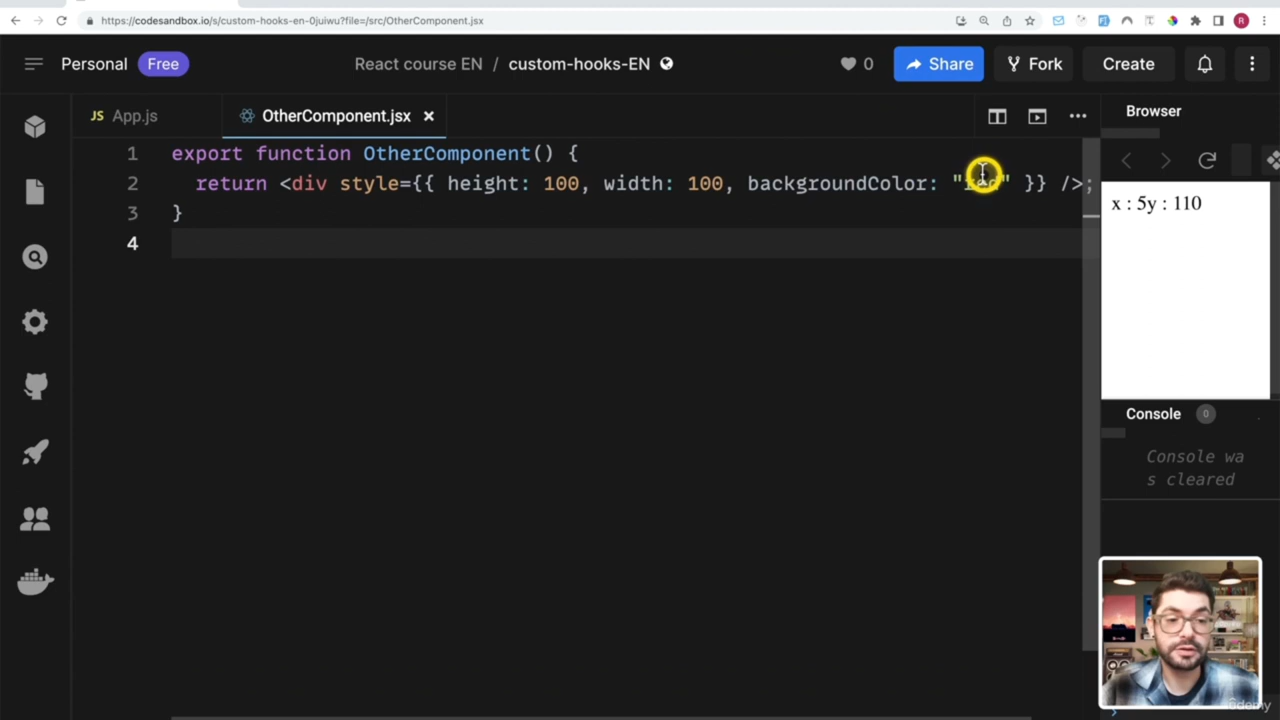 https://codesandbox.io/s/custom-hooks-en-0juiwu?file=/src/OtherComponent.jsx
R
Personal Free React course EN / custom-hooks-EN 0 Share Fork Create
JS App.js OtherComponent.jsx Browser
1 export function OtherComponent() {
2 return <div style={{ height: 100, width: 100, backgroundColor: "red" }} />;
3 }
4
x : 5y : 110
Console 0
Console wa
s cleared
udemy